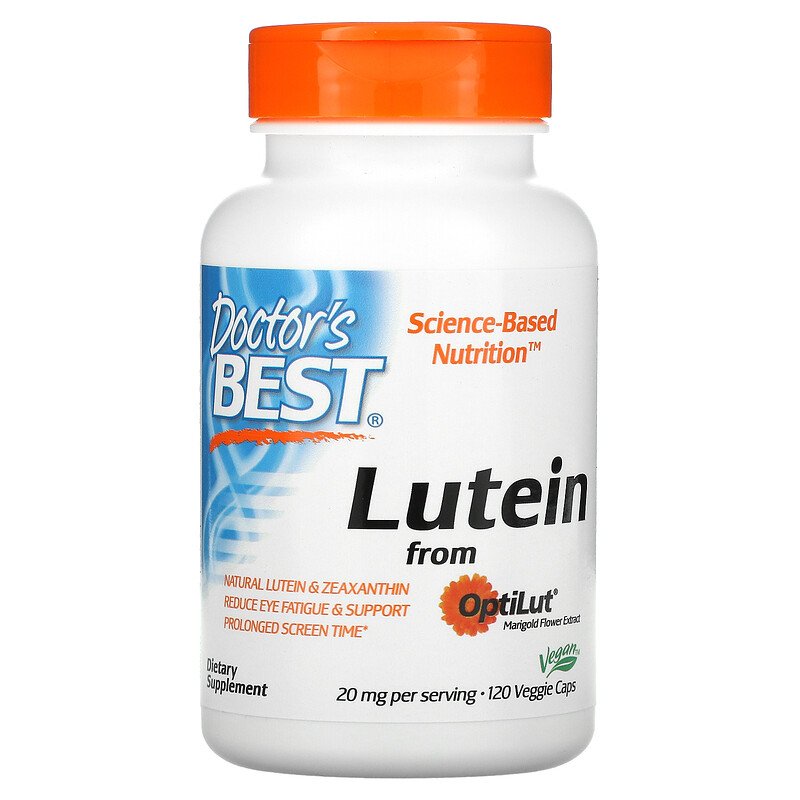 Doctor's
BEST®
Science-Based
Nutrition™
Lutein
from
OptiLut®
Marigold Flower Extract
NATURAL LUTEIN & ZEAXANTHIN
REDUCE EYE FATIGUE & SUPPORT
PROLONGED SCREEN TIME*
Vegan™
Dietary
Supplement
20 mg per serving • 120 Veggie Caps